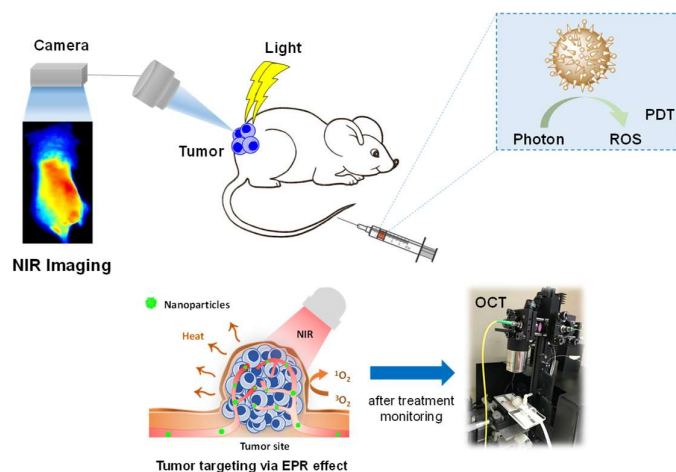 Camera
Light
Tumor
NIR Imaging
Photon
ROS
PDT
Nanoparticles
Heat
NIR
¹O₂
³O₂
Tumor site
Tumor targeting via EPR effect
after treatment
monitoring
OCT